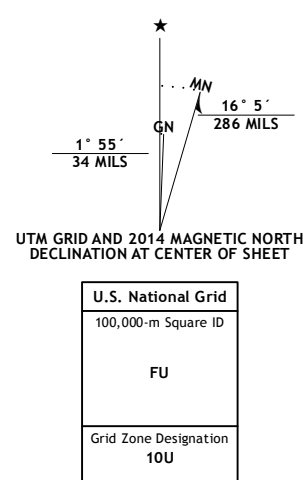 ★
MN
GN
16° 5´
286 MILS
1° 55´
34 MILS
UTM GRID AND 2014 MAGNETIC NORTH
DECLINATION AT CENTER OF SHEET
U.S. National Grid
100,000-m Square ID
FU
Grid Zone Designation
10U